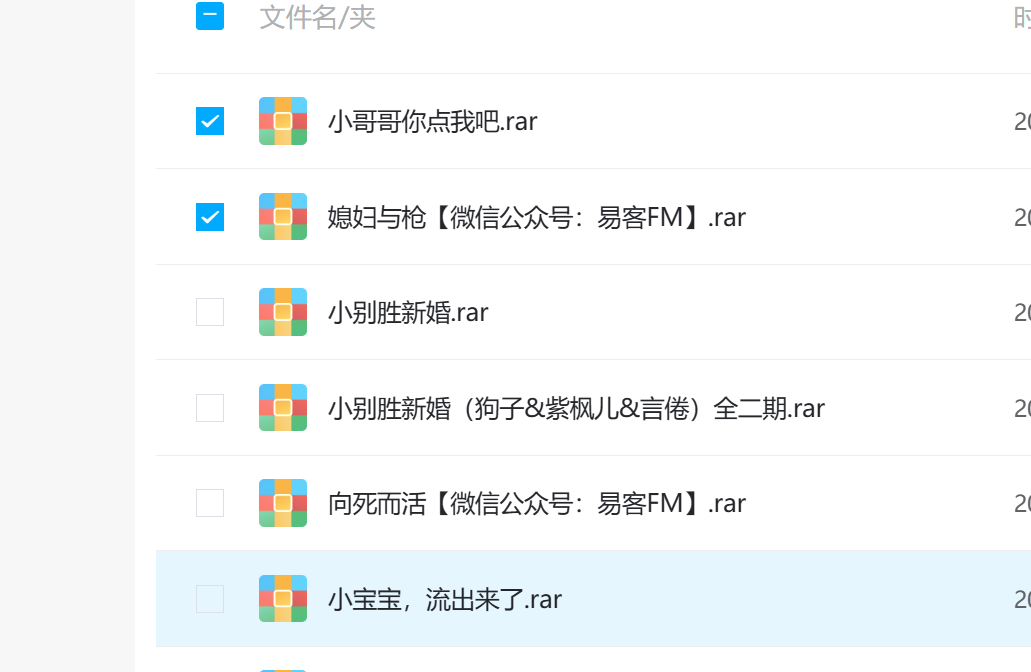 文件名/夹
时
小哥哥你点我吧.rar
20
媳妇与枪【微信公众号：易客FM】.rar
20
小别胜新婚.rar
20
小别胜新婚（狗子&紫枫儿&言倦）全二期.rar
20
向死而活【微信公众号：易客FM】.rar
20
小宝宝，流出来了.rar
20